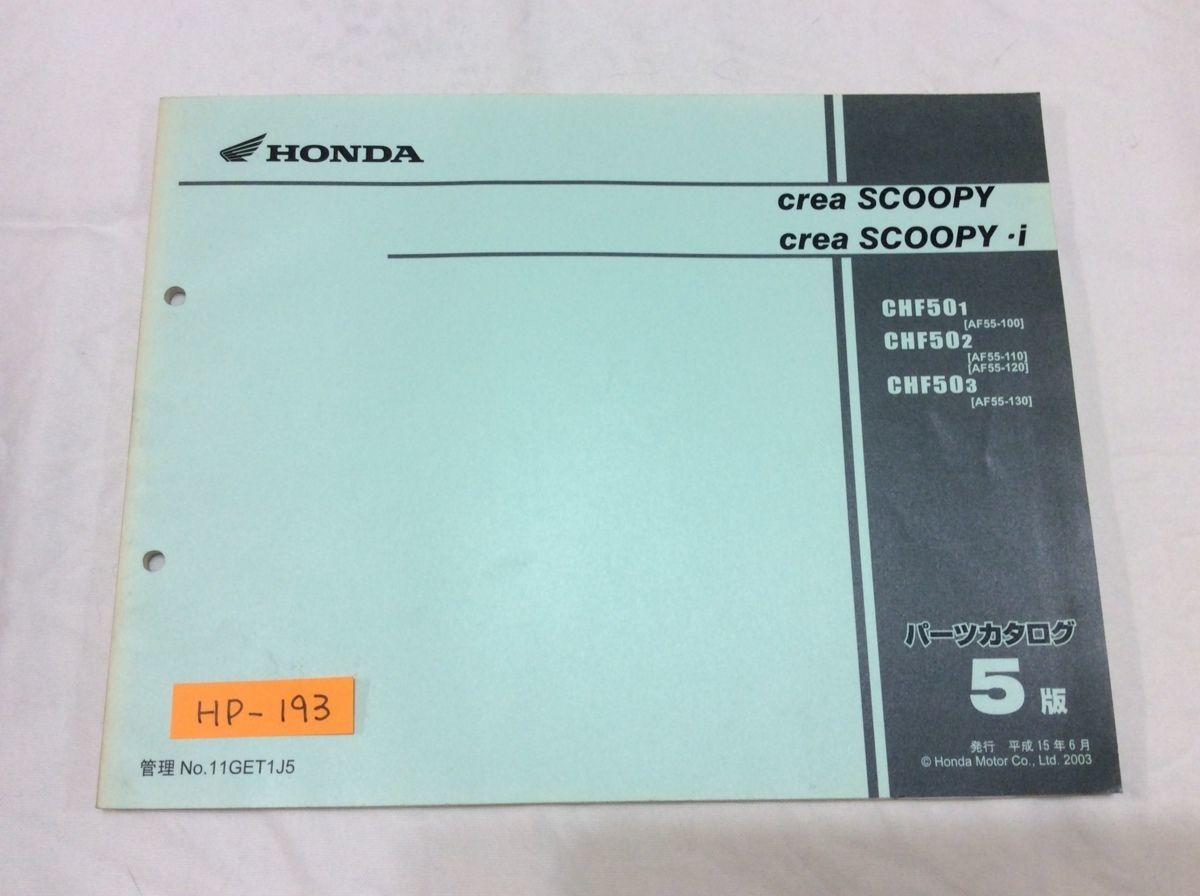 HONDA
crea SCOOPY
crea SCOOPY・i
CHF501
[AF55-100]
CHF502
[AF55-110]
[AF55-120]
CHF503
[AF55-130]
パーツカタログ
5版
発行 平成15年6月
© Honda Motor Co., Ltd. 2003
HP-193
管理 No.11GET1J5